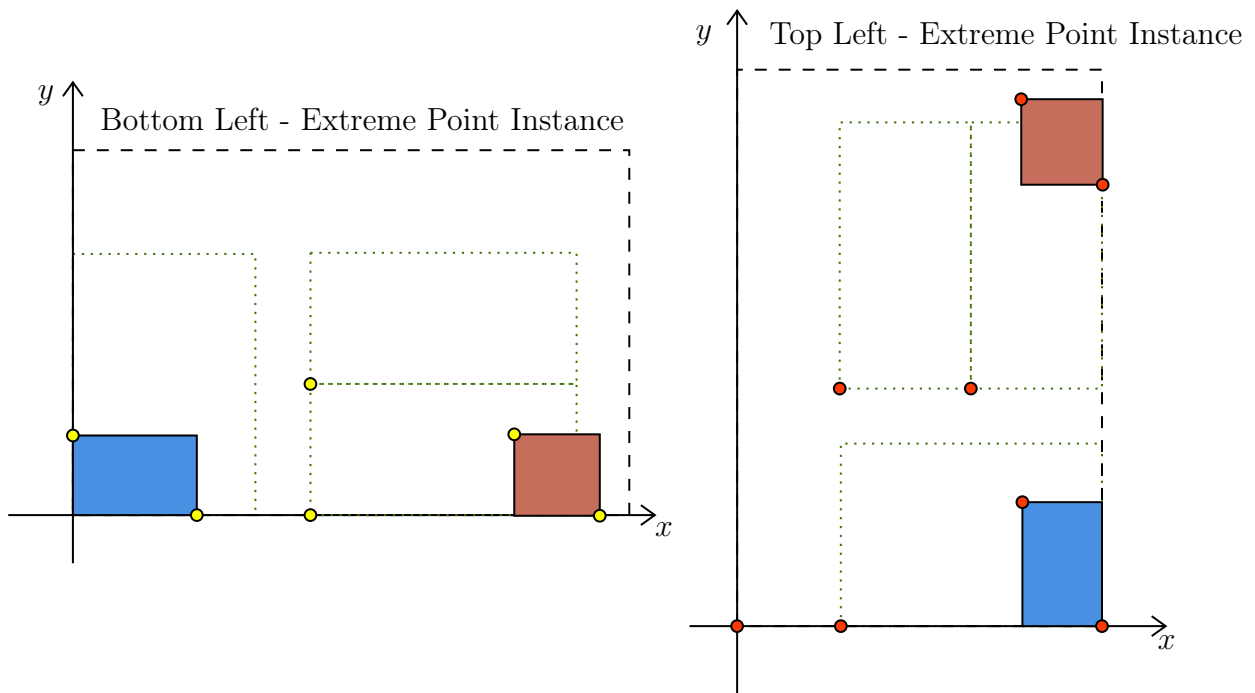 y
Bottom Left - Extreme Point Instance
x
y
Top Left - Extreme Point Instance
x